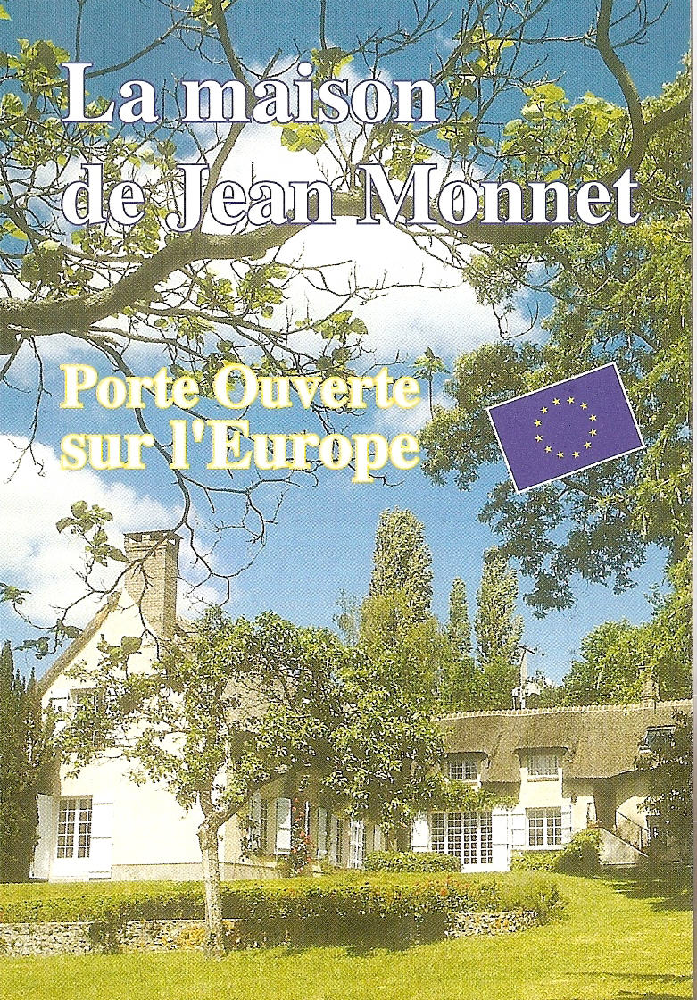 La maison
de Jean Monnet
Porte Ouverte
sur l'Europe